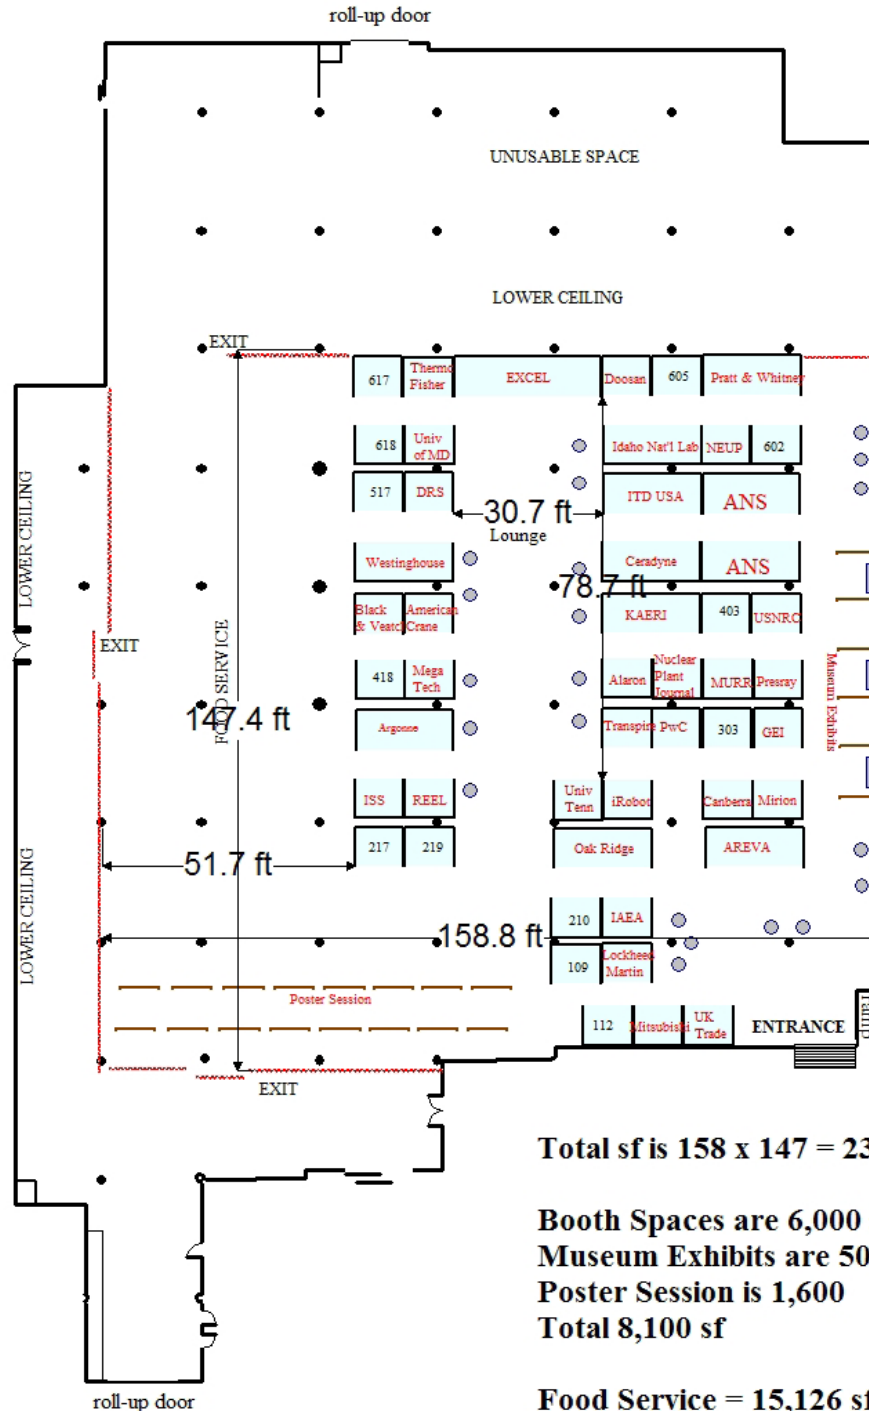 roll-up door
UNUSABLE SPACE
LOWER CEILING
EXIT
617
Thermo
Fisher
EXCEL
Doosan
605
Pratt & Whitney
618
Univ
of MD
Idaho Nat'l Lab
NEUP
602
517
DRS
ITD USA
ANS
30.7 ft
Lounge
LOWER CEILING
Westinghouse
Ceradyne
ANS
78.7 ft
Black
& Veatch
American
Crane
KAERI
403
USNRC
EXIT
FOOD SERVICE
418
Mega
Tech
Alaron
Nuclear
Plant
Journal
MURR
Presray
Museum Exhibits
147.4 ft
Argonne
Transpire
PwC
303
GEI
ISS
REEL
Univ
Tenn
iRobot
Canberra
Mirion
217
219
Oak Ridge
AREVA
51.7 ft
LOWER CEILING
210
IAEA
158.8 ft
109
Lockheed
Martin
Poster Session
112
Mitsubishi
UK
Trade
ENTRANCE
EXIT
Total sf is 158 x 147 = 23
Booth Spaces are 6,000
Museum Exhibits are 50
Poster Session is 1,600
Total 8,100 sf
Food Service = 15,126 sf
roll-up door